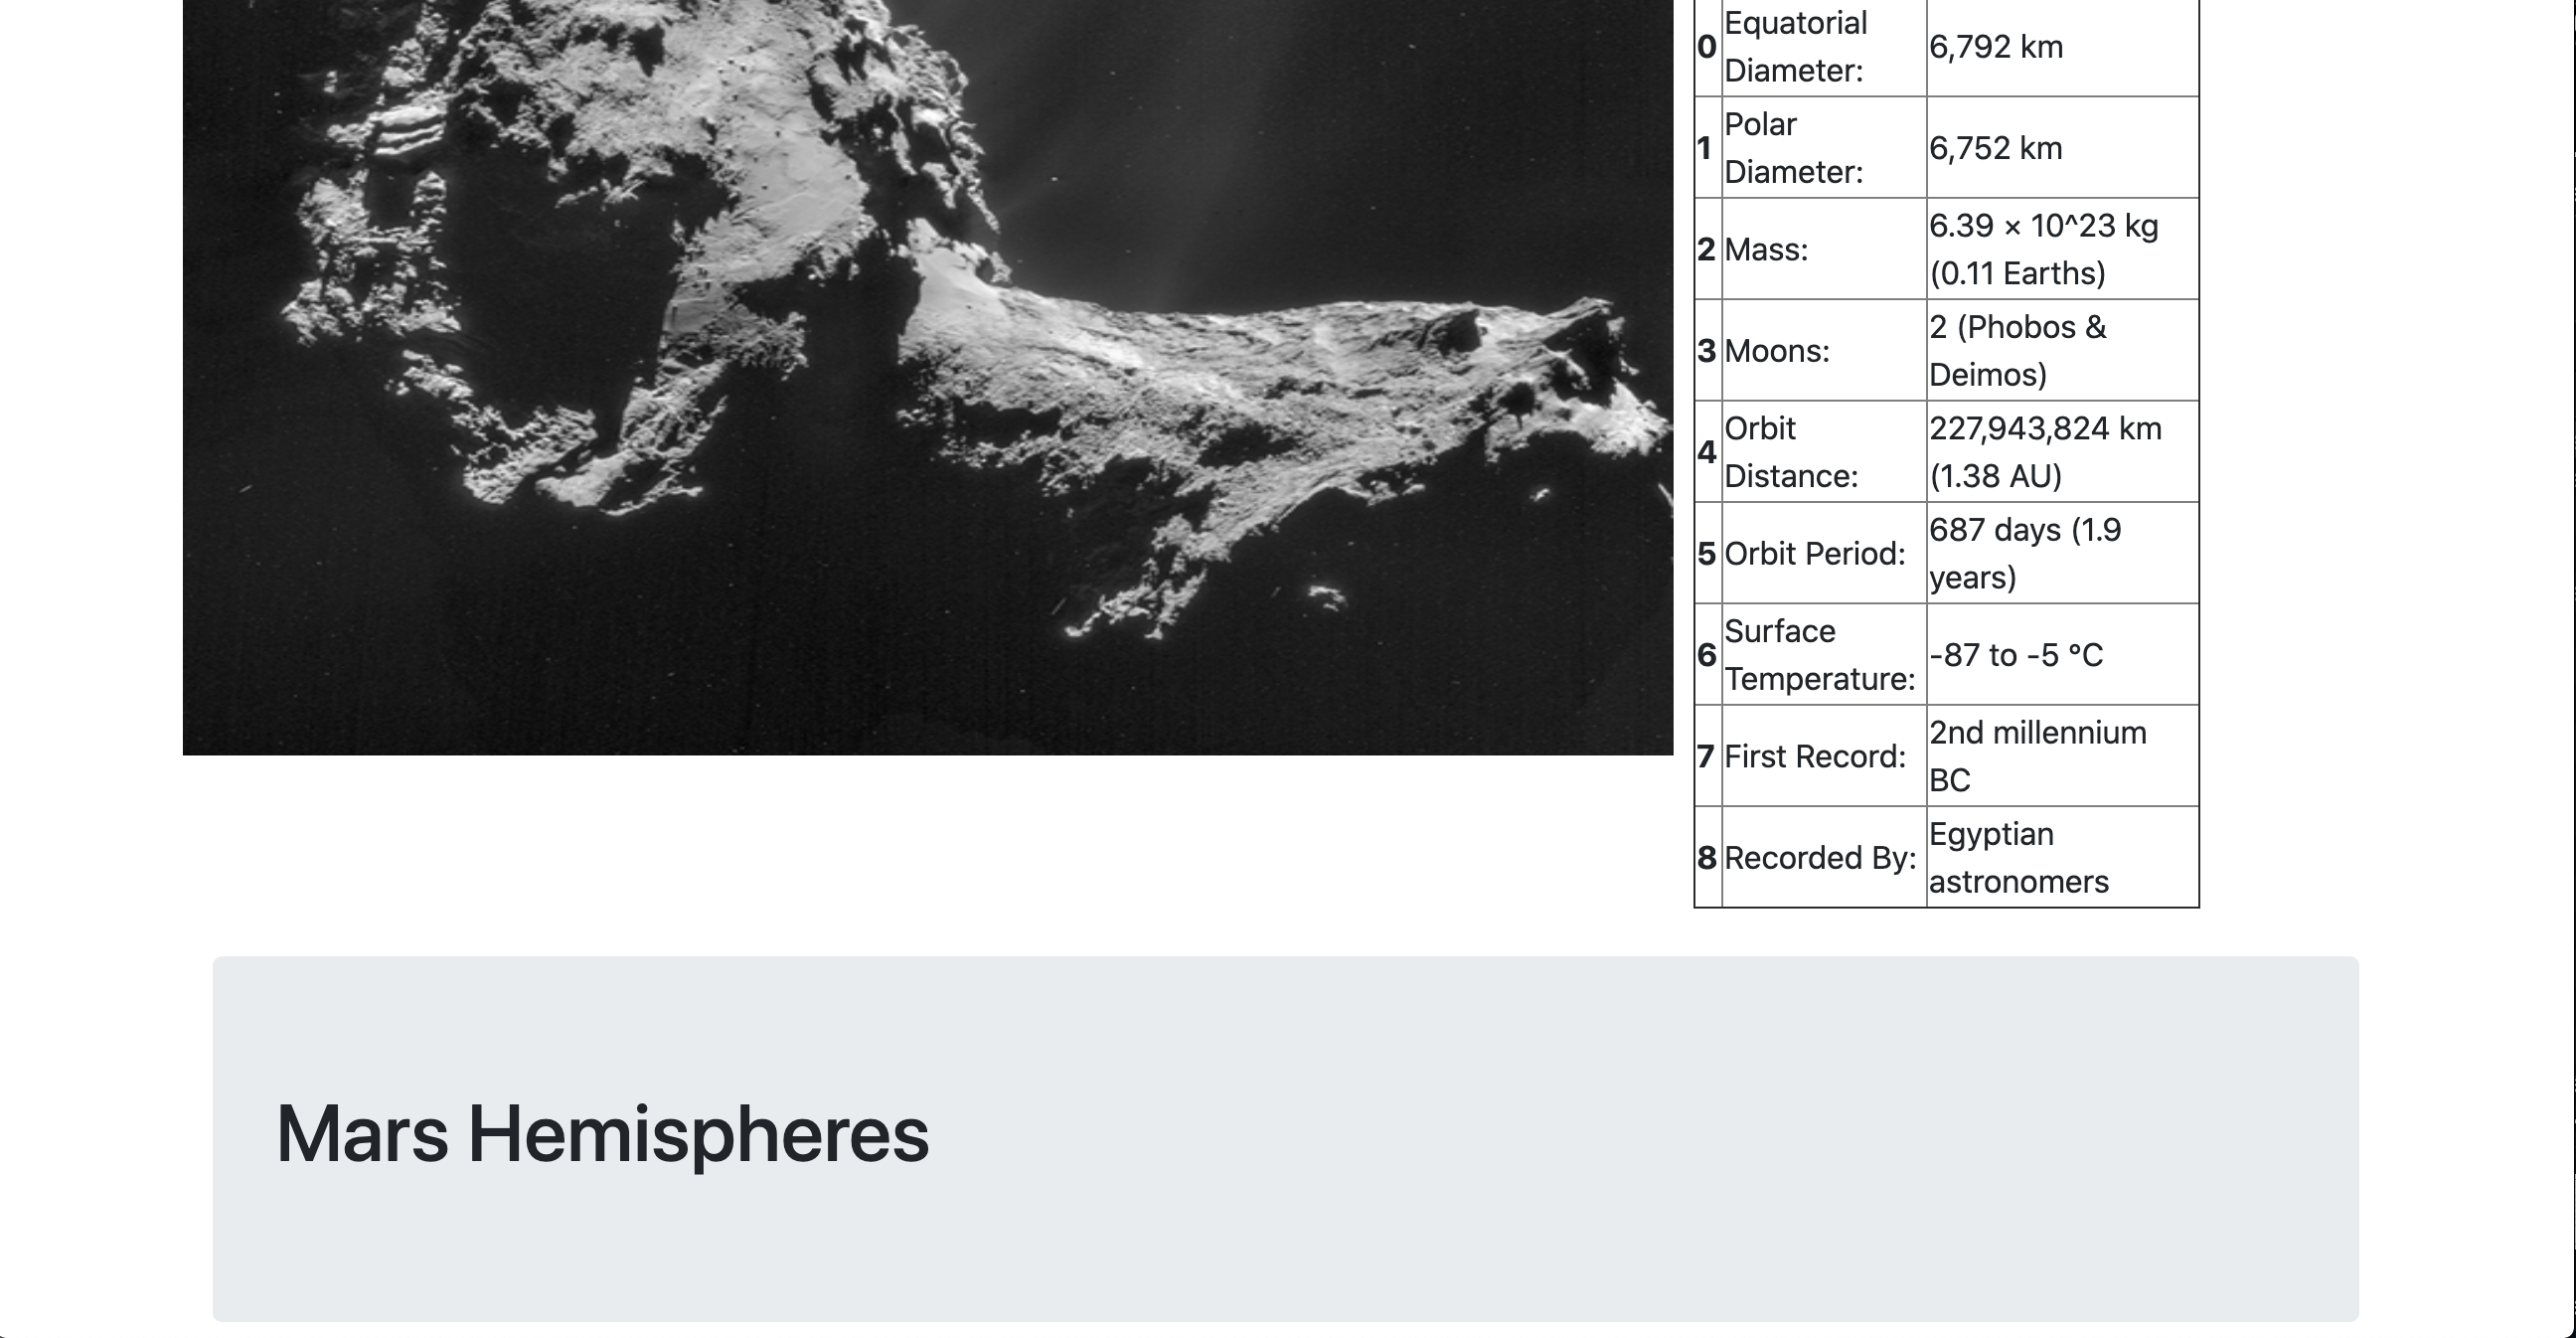 0 Equatorial
Diameter: 6,792 km
1 Polar
Diameter: 6,752 km
2 Mass: 6.39 × 10^23 kg
(0.11 Earths)
3 Moons: 2 (Phobos &
Deimos)
4 Orbit
Distance: 227,943,824 km
(1.38 AU)
5 Orbit Period: 687 days (1.9
years)
6 Surface
Temperature: -87 to -5 °C
7 First Record: 2nd millennium
BC
8 Recorded By: Egyptian
astronomers
Mars Hemispheres